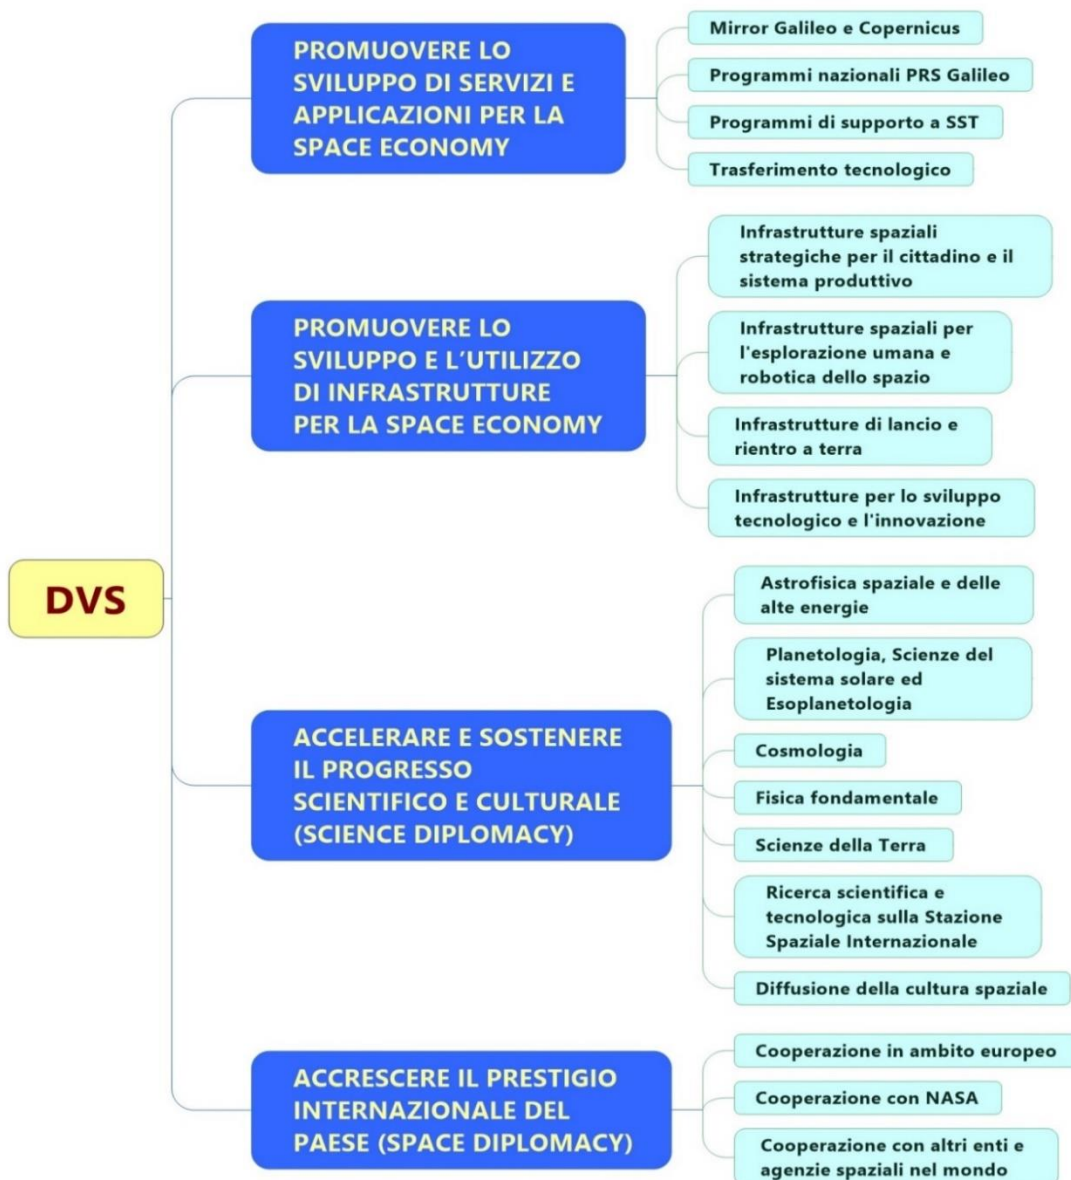 DVS
PROMUOVERE LO
SVILUPPO DI SERVIZI E
APPLICAZIONI PER LA
SPACE ECONOMY
Mirror Galileo e Copernicus
Programmi nazionali PRS Galileo
Programmi di supporto a SST
Trasferimento tecnologico
PROMUOVERE LO
SVILUPPO E L’UTILIZZO
DI INFRASTRUTTURE
PER LA SPACE ECONOMY
Infrastrutture spaziali
strategiche per il cittadino e il
sistema produttivo
Infrastrutture spaziali per
l'esplorazione umana e
robotica dello spazio
Infrastrutture di lancio e
rientro a terra
Infrastrutture per lo sviluppo
tecnologico e l'innovazione
ACCELERARE E SOSTENERE
IL PROGRESSO
SCIENTIFICO E CULTURALE
(SCIENCE DIPLOMACY)
Astrofisica spaziale e delle
alte energie
Planetologia, Scienze del
sistema solare ed
Esoplanetologia
Cosmologia
Fisica fondamentale
Scienze della Terra
Ricerca scientifica e
tecnologica sulla Stazione
Spaziale Internazionale
Diffusione della cultura spaziale
ACCRESCERE IL PRESTIGIO
INTERNAZIONALE DEL
PAESE (SPACE DIPLOMACY)
Cooperazione in ambito europeo
Cooperazione con NASA
Cooperazione con altri enti e
agenzie spaziali nel mondo